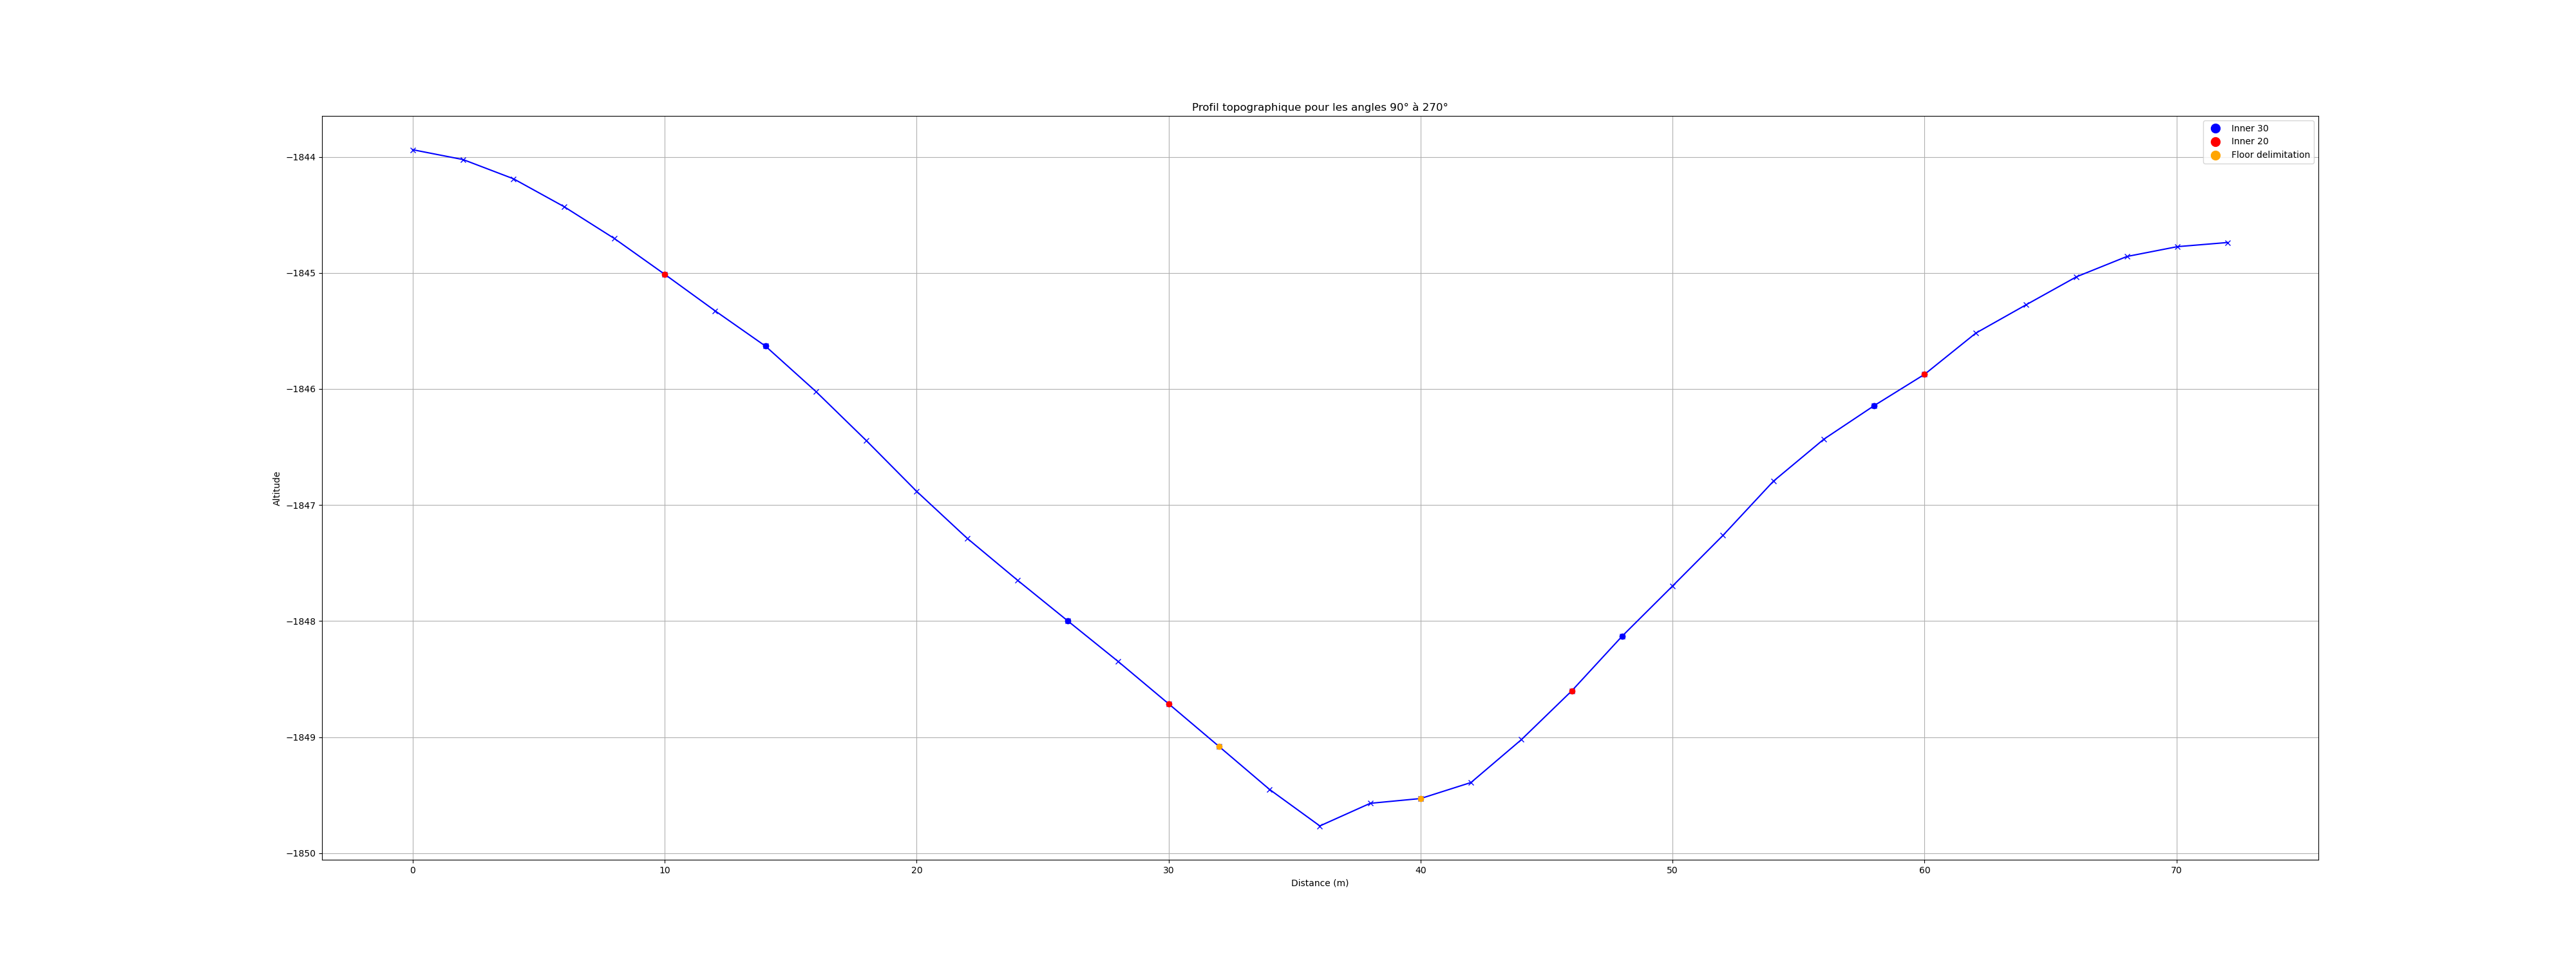 Profil topographique pour les angles 90° à 270°
Inner 30
Inner 20
Floor delimitation
Altitude
−1844
−1845
−1846
−1847
−1848
−1849
−1850
0 10 20 30 40 50 60 70
Distance (m)